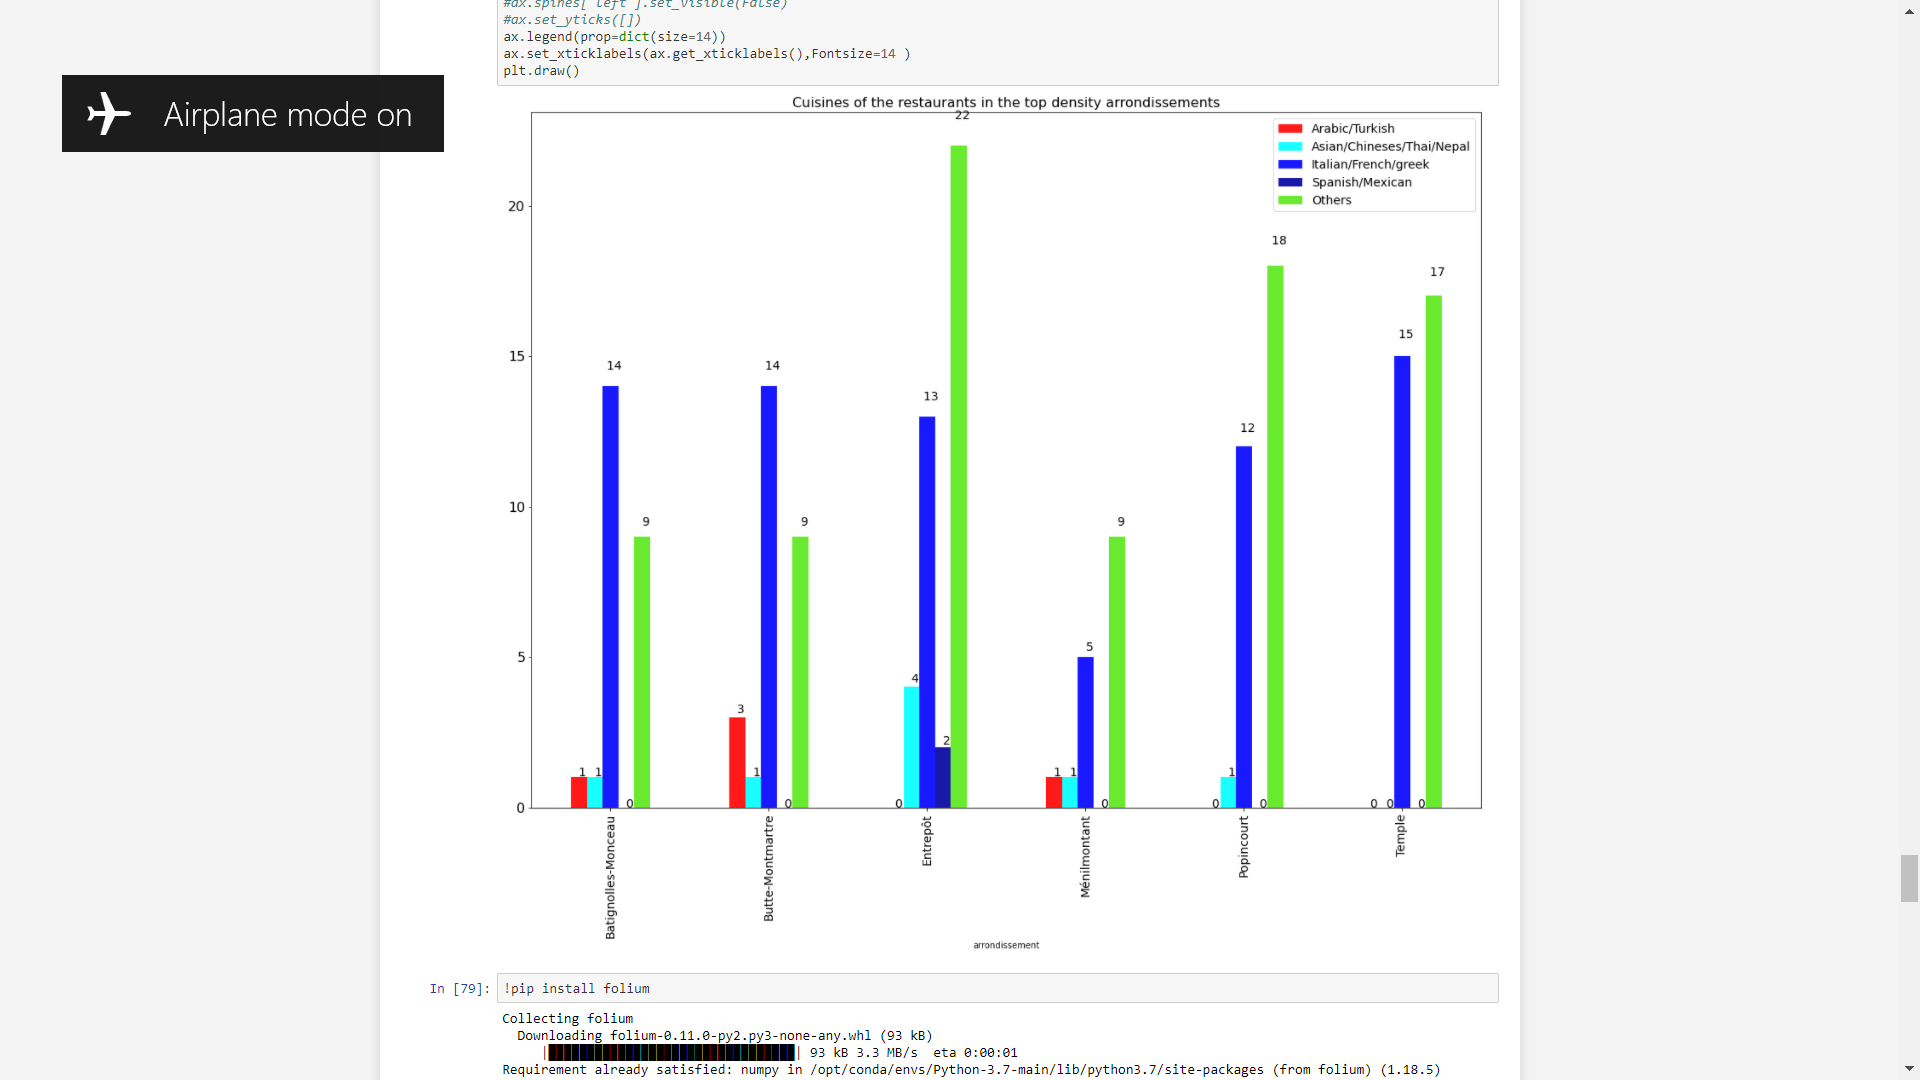 #ax.spines['left'].set_visible(False)
#ax.set_yticks([])
ax.legend(prop=dict(size=14))
ax.set_xticklabels(ax.get_xticklabels(),Fontsize=14 )
plt.draw()
Airplane mode on
Cuisines of the restaurants in the top density arrondissements
22
Arabic/Turkish
Asian/Chineses/Thai/Nepal
Italian/French/greek
Spanish/Mexican
Others
20
18
17
15
15
14
14
13
12
10
9
9
9
5
5
4
3
2
1 1
1
1 1
1
0
0
0
0
0
0
0
0 0
0
Batignolles-Monceau
Butte-Montmartre
Entrepôt
Ménilmontant
Popincourt
Temple
arrondissement
In [79]: !pip install folium
Collecting folium
Downloading folium-0.11.0-py2.py3-none-any.whl (93 kB)
| 93 kB 3.3 MB/s eta 0:00:01
Requirement already satisfied: numpy in /opt/conda/envs/Python-3.7-main/lib/python3.7/site-packages (from folium) (1.18.5)